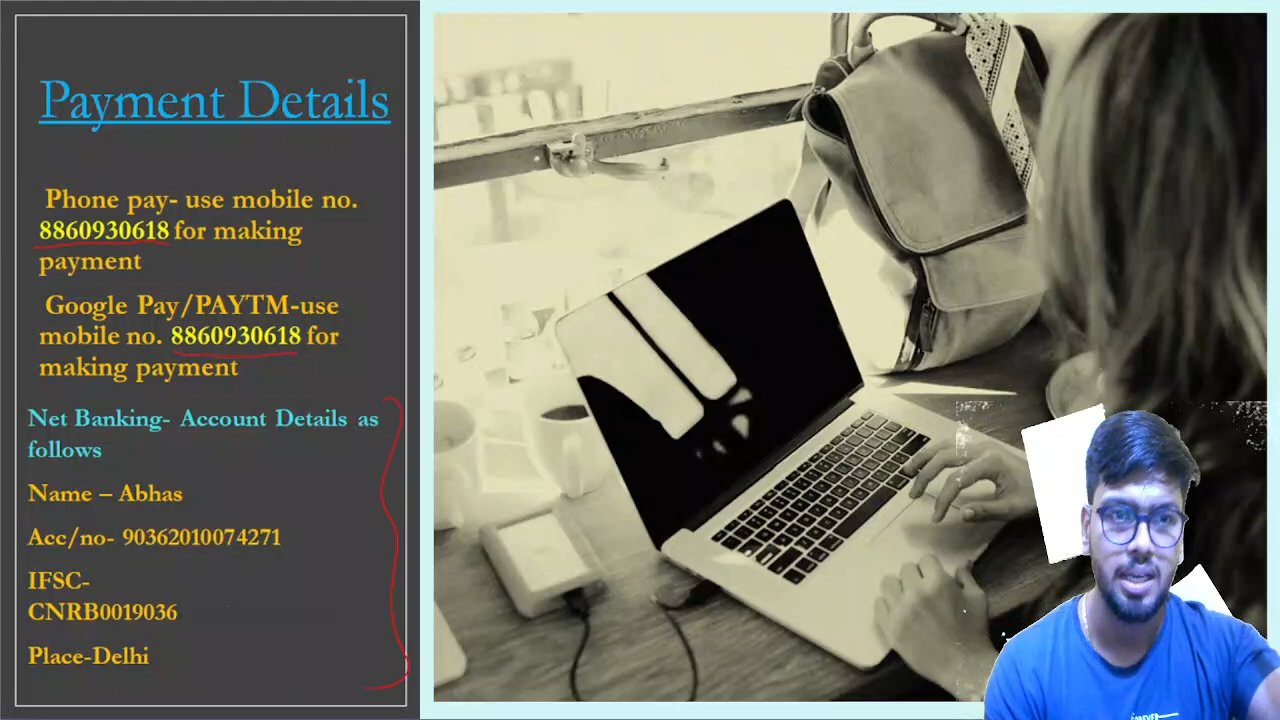 Payment Details
Phone pay- use mobile no.
8860930618 for making
payment
Google Pay/PAYTM-use
mobile no. 8860930618 for
making payment
Net Banking- Account Details as
follows
Name – Abhas
Acc/no- 90362010074271
IFSC-
CNRB0019036
Place-Delhi